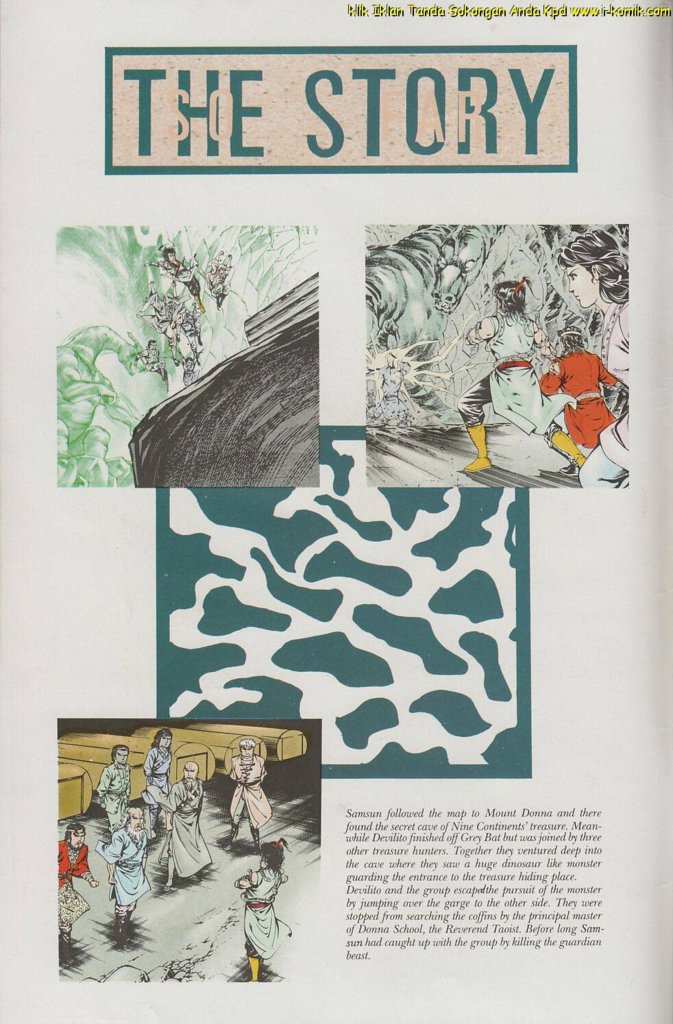 klik Iklan Tanda Sokongan Anda Kpd www.i-komik.com
THE STORY
SO FAR
Samsun followed the map to Mount Donna and there
found the secret cave of Nine Continents' treasure. Mean-
while Devilito finished off Grey Bat but was joined by three
other treasure hunters. Together they ventured deep into
the cave where they saw a huge dinosaur like monster
guarding the entrance to the treasure hiding place.
Devilito and the group escaped the pursuit of the monster
by jumping over the garge to the other side. They were
stopped from searching the coffins by the principal master
of Donna School, the Reverend Taoist. Before long Sam-
sun had caught up with the group by killing the guardian
beast.